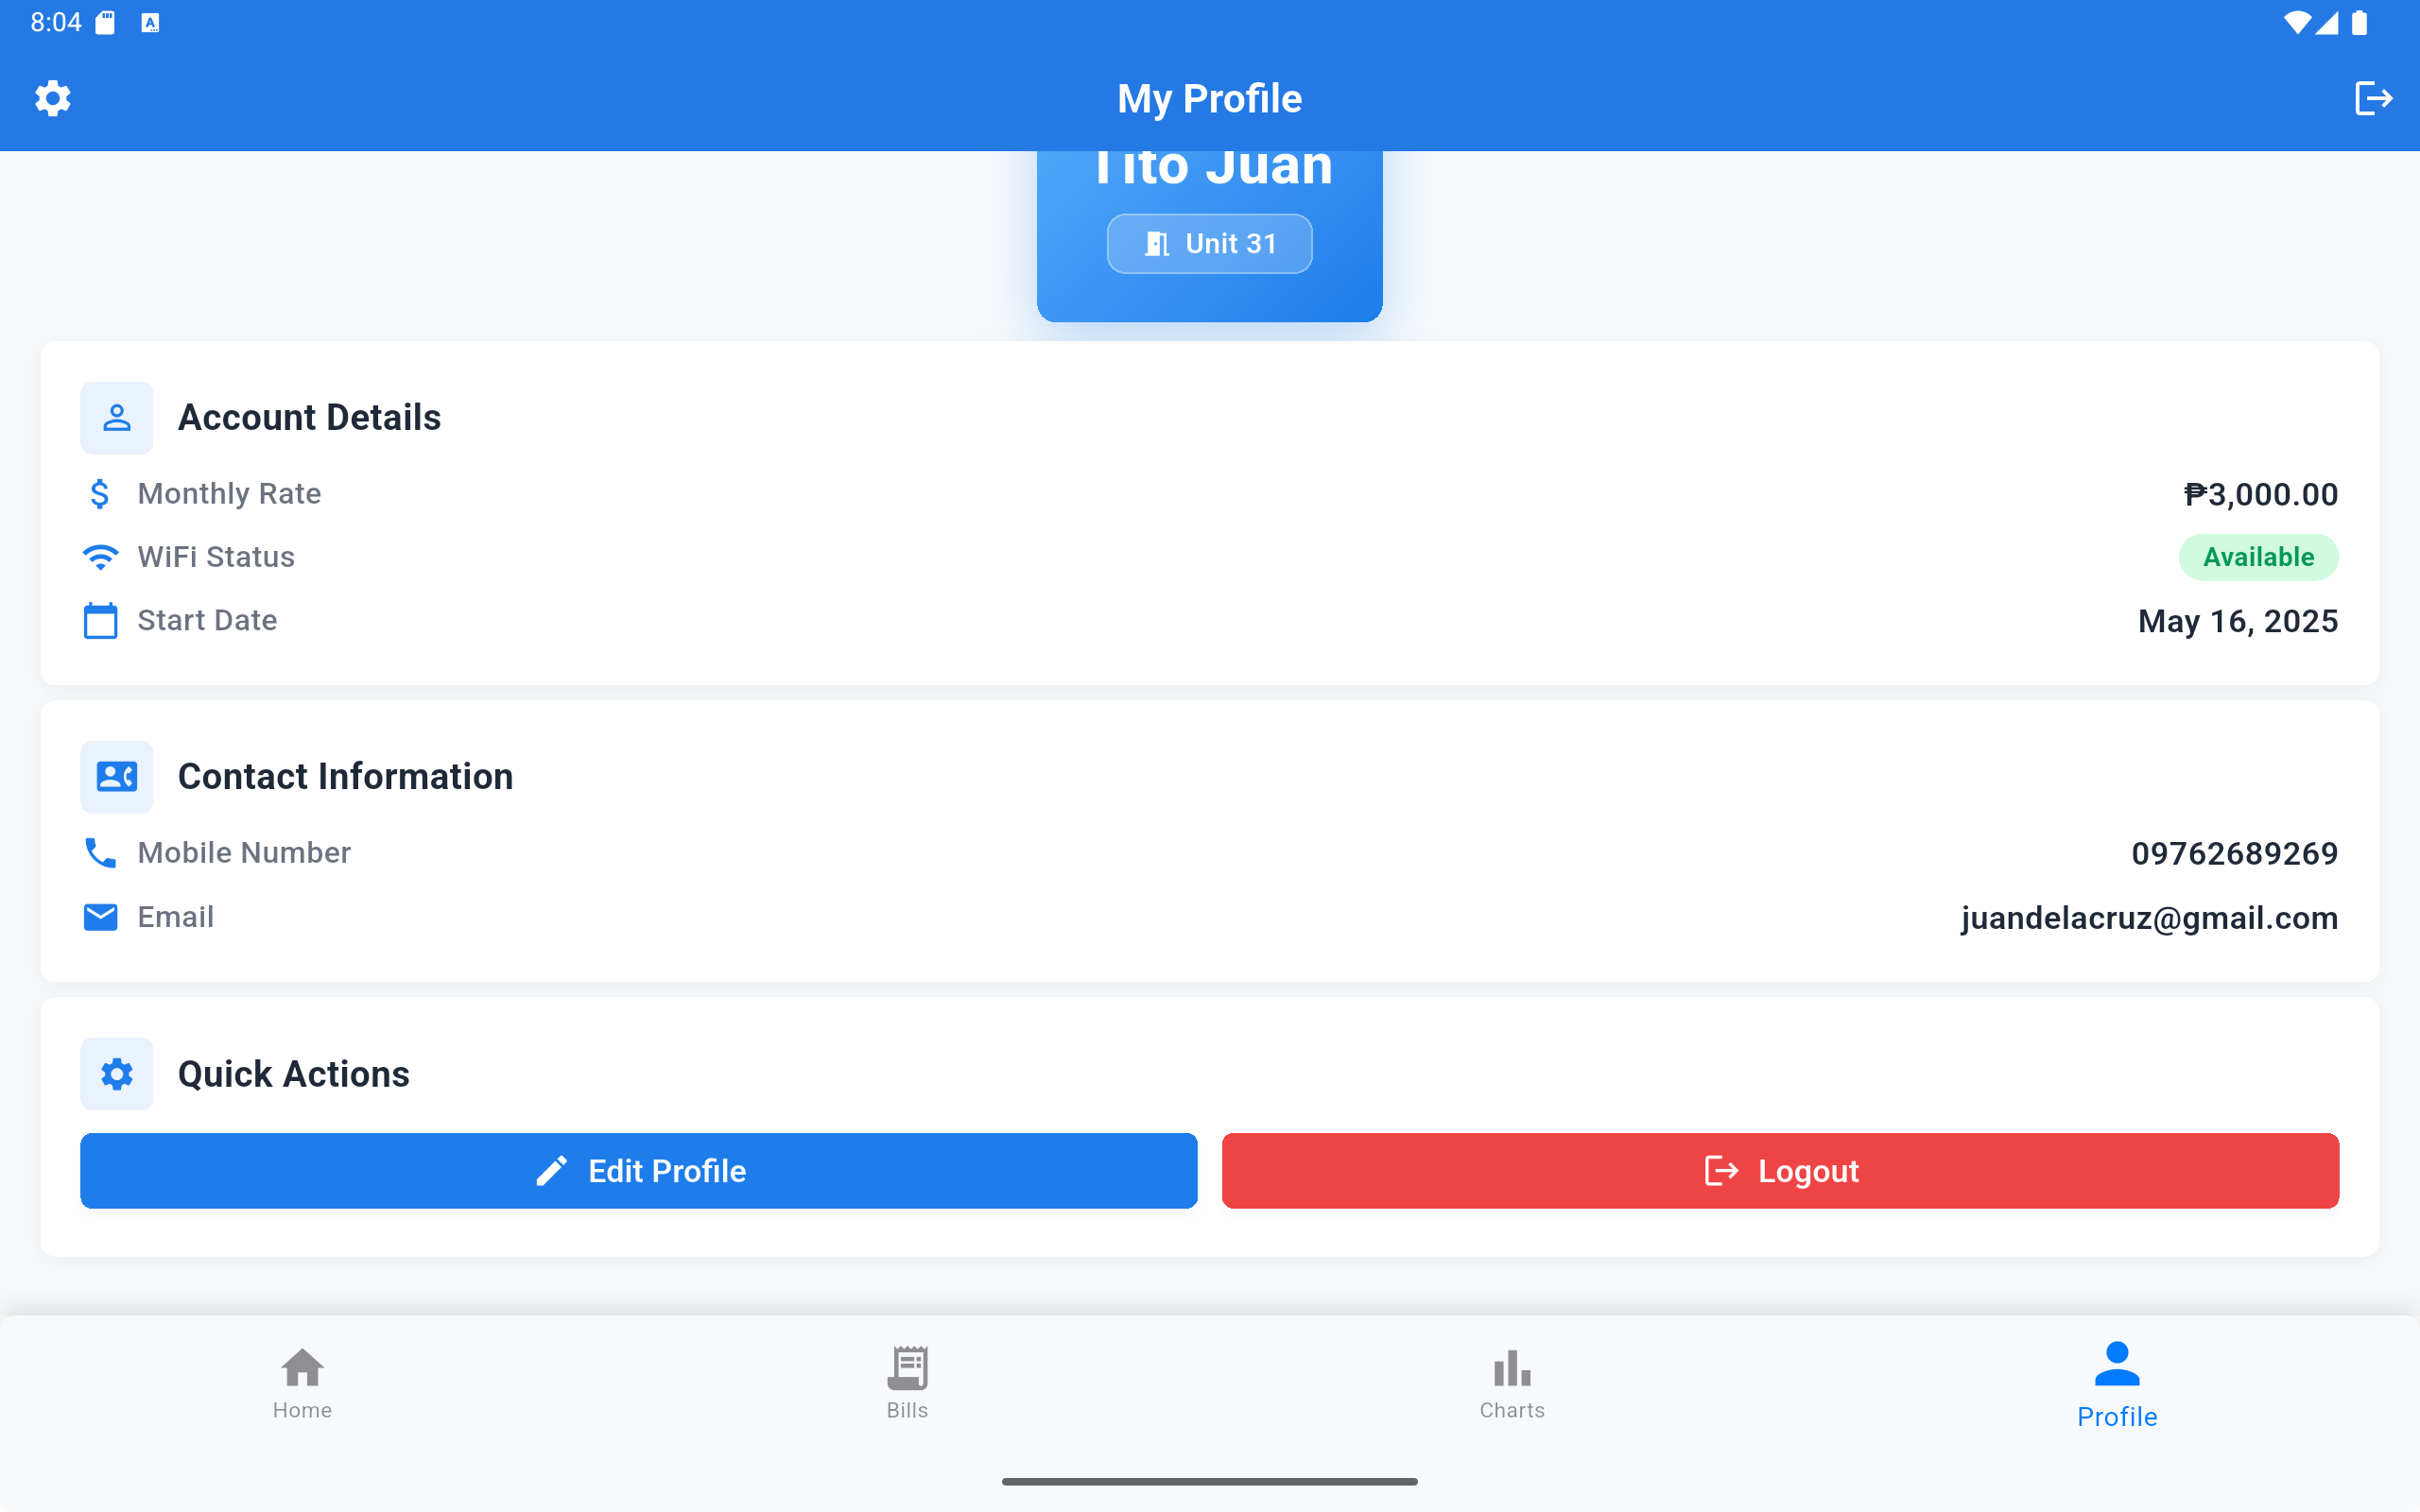 8:04
My Profile
Tito Juan
Unit 31
Account Details
Monthly Rate
₱3,000.00
WiFi Status
Available
Start Date
May 16, 2025
Contact Information
Mobile Number
09762689269
Email
juandelacruz@gmail.com
Quick Actions
Edit Profile
Logout
Home
Bills
Charts
Profile